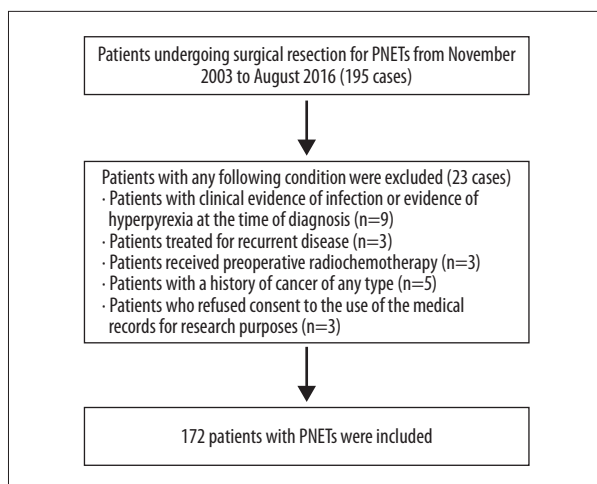 Patients undergoing surgical resection for PNETs from November
2003 to August 2016 (195 cases)
Patients with any following condition were excluded (23 cases)
· Patients with clinical evidence of infection or evidence of
hyperpyrexia at the time of diagnosis (n=9)
· Patients treated for recurrent disease (n=3)
· Patients received preoperative radiochemotherapy (n=3)
· Patients with a history of cancer of any type (n=5)
· Patients who refused consent to the use of the medical
records for research purposes (n=3)
172 patients with PNETs were included